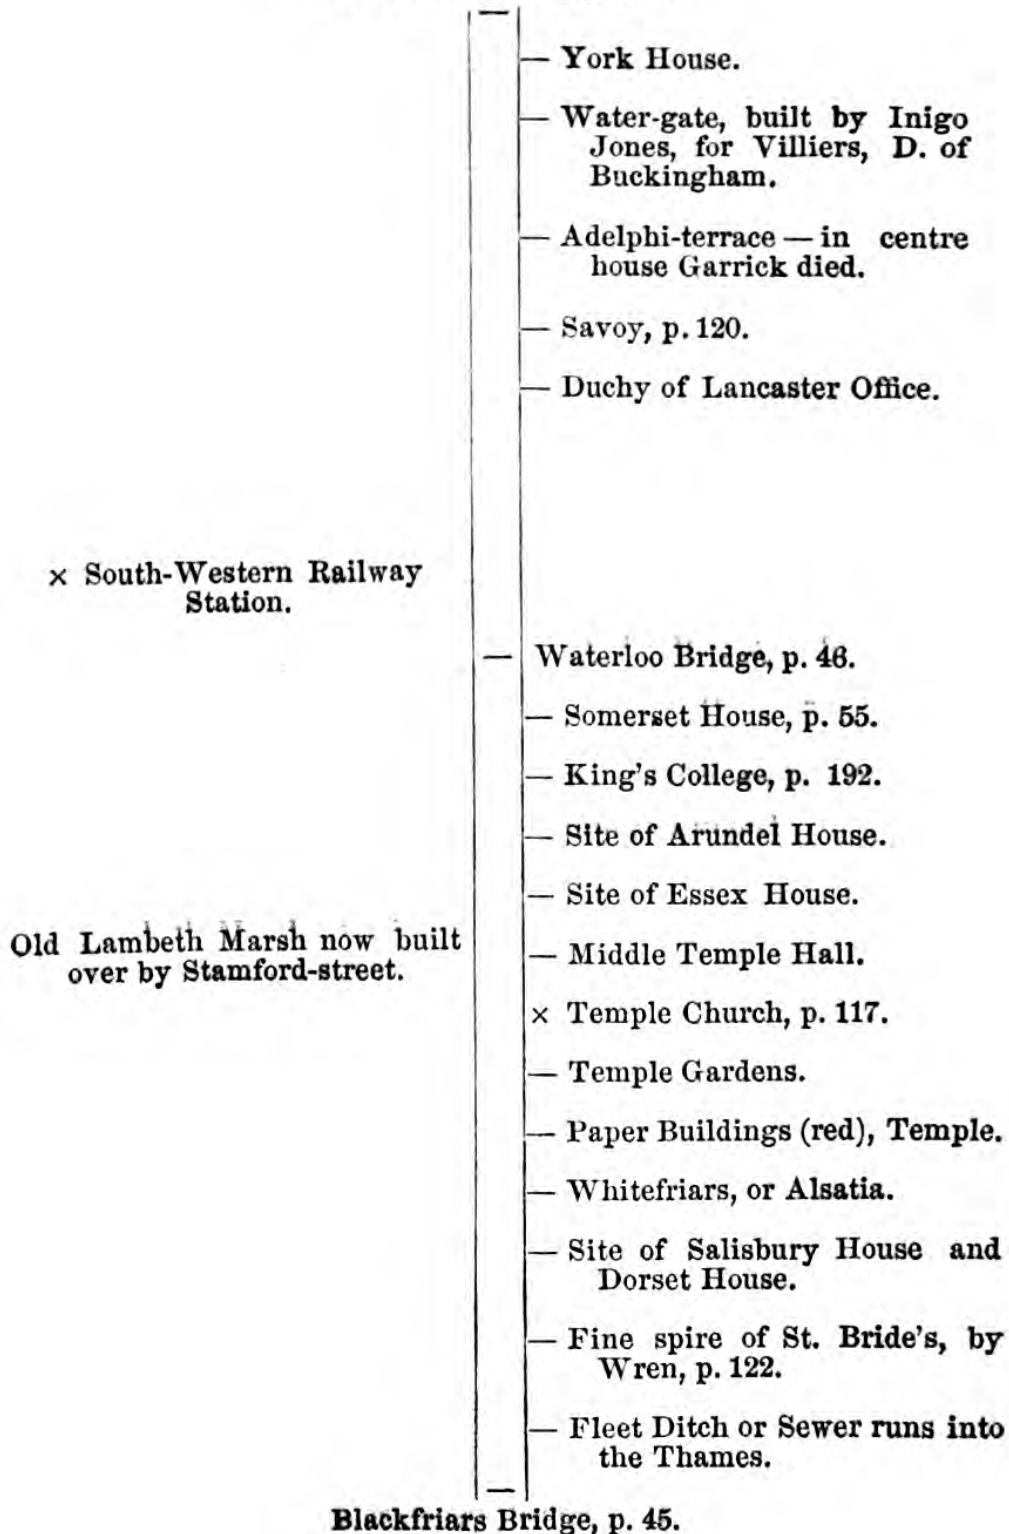 — York House.
— Water-gate, built by Inigo
Jones, for Villiers, D. of
Buckingham.
— Adelphi-terrace — in centre
house Garrick died.
— Savoy, p. 120.
— Duchy of Lancaster Office.
× South-Western Railway
Station.
— Waterloo Bridge, p. 46.
— Somerset House, p. 55.
— King's College, p. 192.
— Site of Arundel House.
— Site of Essex House.
Old Lambeth Marsh now built
over by Stamford-street.
— Middle Temple Hall.
× Temple Church, p. 117.
— Temple Gardens.
— Paper Buildings (red), Temple.
— Whitefriars, or Alsatia.
— Site of Salisbury House and
Dorset House.
— Fine spire of St. Bride's, by
Wren, p. 122.
— Fleet Ditch or Sewer runs into
the Thames.
Blackfriars Bridge, p. 45.